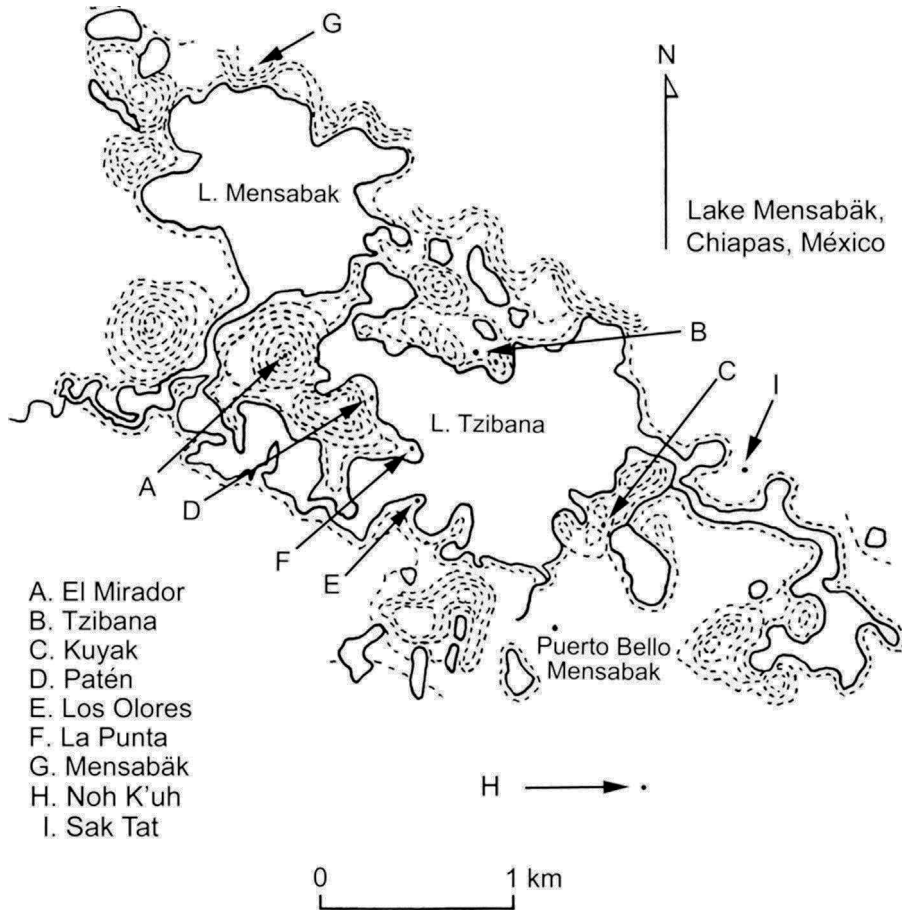 G
N
L. Mensabak
Lake Mensabäk,
Chiapas, México
B
C
I
L. Tzibana
A
D
F
E
A. El Mirador
B. Tzibana
C. Kuyak
D. Patén
E. Los Olores
F. La Punta
G. Mensabäk
H. Noh K'uh
I. Sak Tat
Puerto Bello
Mensabak
H
0 1 km